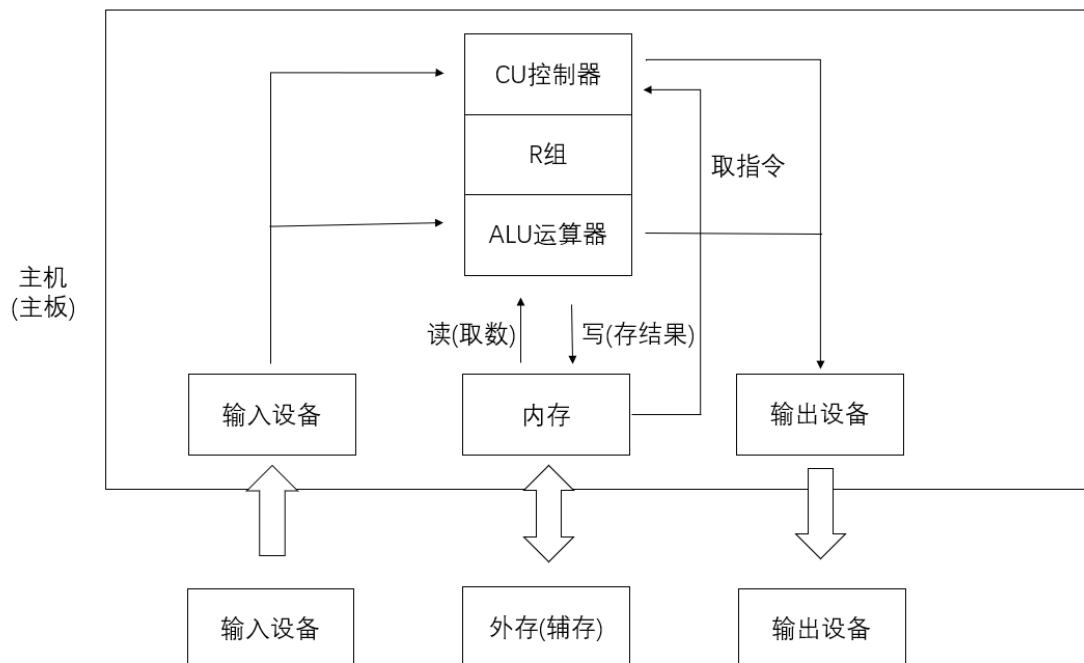 CU控制器
R组
取指令
ALU运算器
主机
(主板)
读(取数)
写(存结果)
输入设备
内存
输出设备
输入设备
外存(辅存)
输出设备